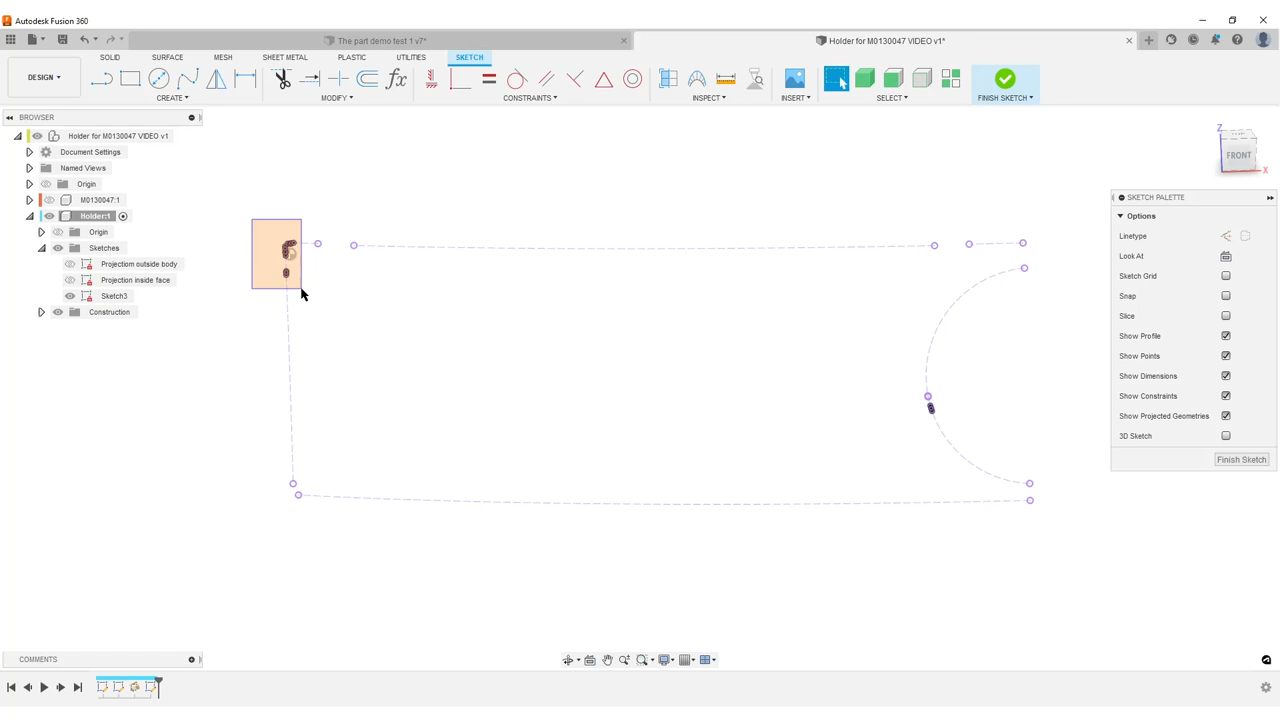 Autodesk Fusion 360
The part demo test 1 v7*
Holder for M0130047 VIDEO v1*
DESIGN
SOLID
SURFACE
MESH
SHEET METAL
PLASTIC
UTILITIES
SKETCH
CREATE
MODIFY
CONSTRAINTS
INSPECT
INSERT
SELECT
FINISH SKETCH
BROWSER
Holder for M0130047 VIDEO v1
Document Settings
Named Views
Origin
M0130047:1
Holder:1
Origin
Sketches
Projection outside body
Projection inside face
Sketch3
Construction
Z
FRONT
X
SKETCH PALETTE
Options
Linetype
Look At
Sketch Grid
Snap
Slice
Show Profile
Show Points
Show Dimensions
Show Constraints
Show Projected Geometries
3D Sketch
Finish Sketch
COMMENTS